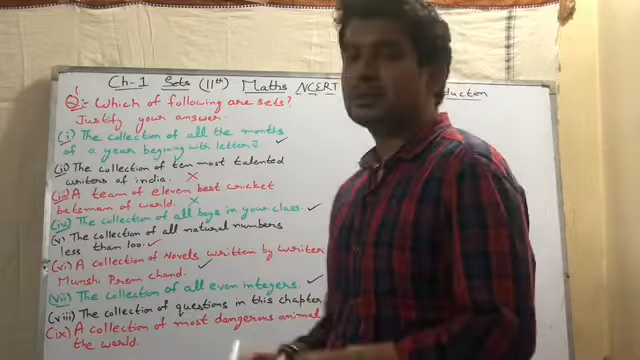 Ch-1 Sets (11th) Maths NCERT duction
Q:- Which of following are sets?
Justify your answer.
(i) The collection of all the months
of a year begining with letter J ✓
(ii) The collection of ten most talented
writers of india. ✗
(iii) A team of eleven best cricket
batsman of world. ✗
(iv) The collection of all boys in your class. ✓
(v) The collection of all natural numbers
less than 100. ✓
(vi) A collection of Novels written by writer
Munshi Prem Chand. ✓
(vii) The collection of all even integers. ✓
(viii) The collection of questions in this chapter
(ix) A collection of most dangerous animal
the world.